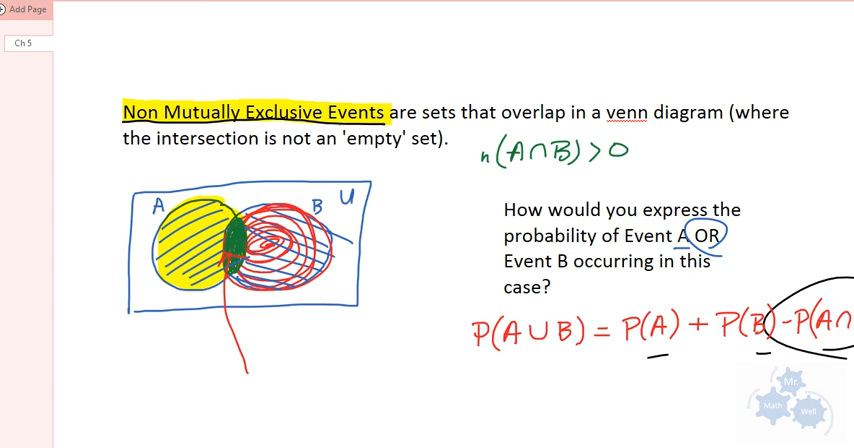 Add Page
Ch 5
Non Mutually Exclusive Events are sets that overlap in a venn diagram (where
the intersection is not an 'empty' set).
n(A∩B)>0
A
B
U
How would you express the
probability of Event A OR
Event B occurring in this
case?
P(A∪B) = P(A) + P(B) -P(A∩
Mr.
Math
Well